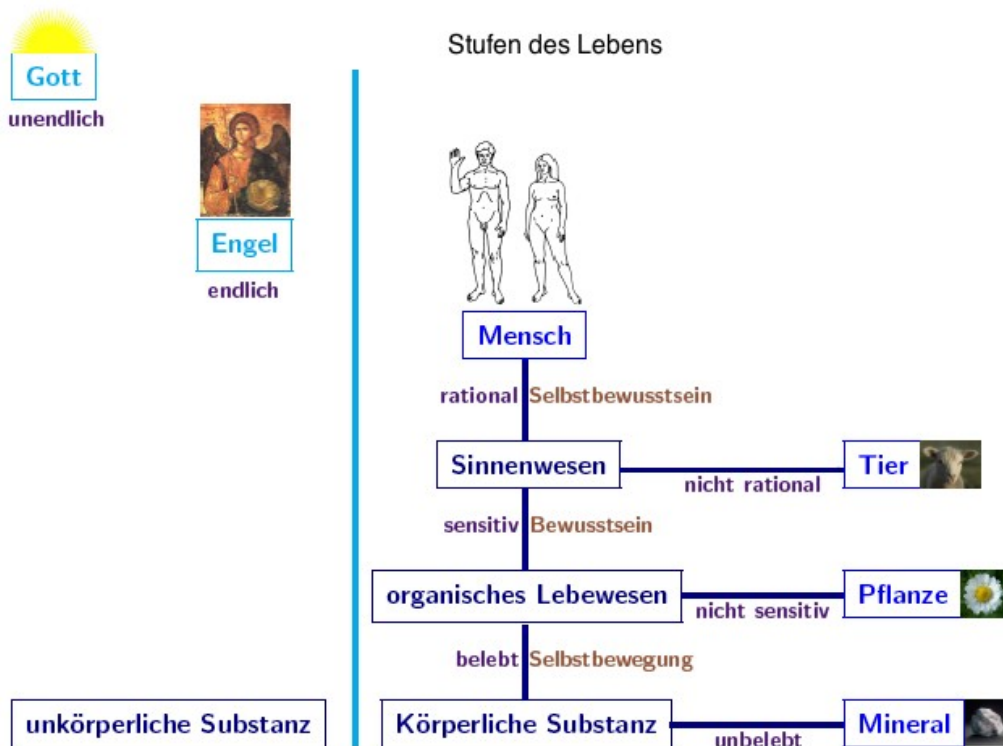 Stufen des Lebens
Gott
unendlich
Engel
endlich
Mensch
rational Selbstbewusstsein
Sinnenwesen
nicht rational
Tier
sensitiv Bewusstsein
organisches Lebewesen
nicht sensitiv
Pflanze
belebt Selbstbewegung
unkörperliche Substanz
Körperliche Substanz
unbelebt
Mineral